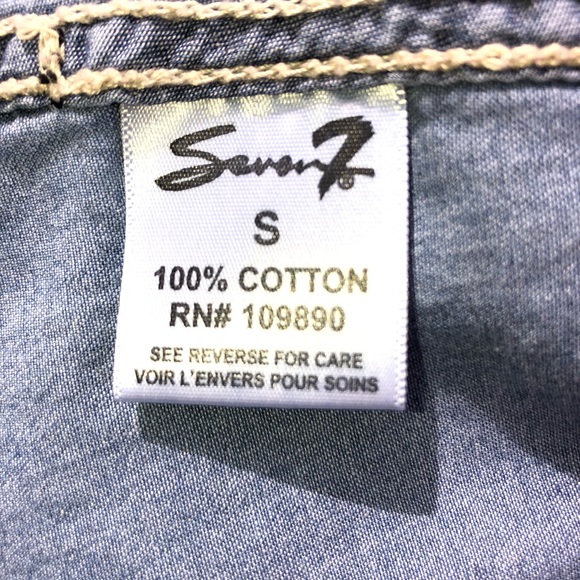 Seven7®
S
100% COTTON
RN# 109890
SEE REVERSE FOR CARE
VOIR L'ENVERS POUR SOINS